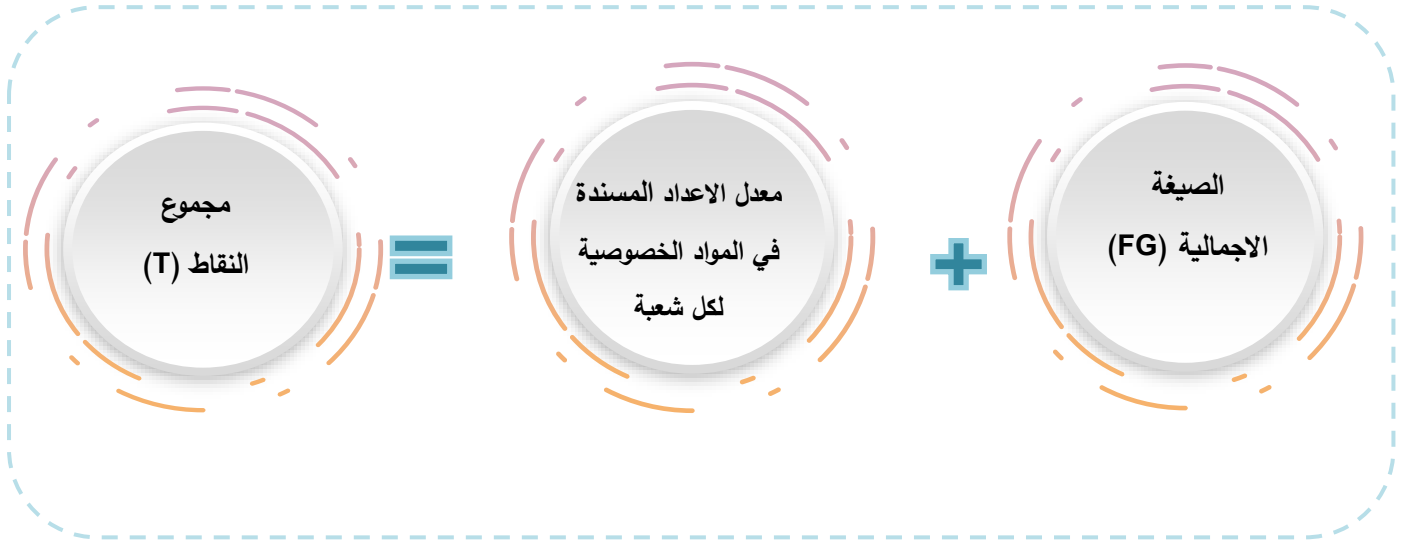 مجموع
النقاط (T)
=
معدل الاعداد المسندة
في المواد الخصوصية
لكل شعبة
+
الصيغة
الاجمالية (FG)